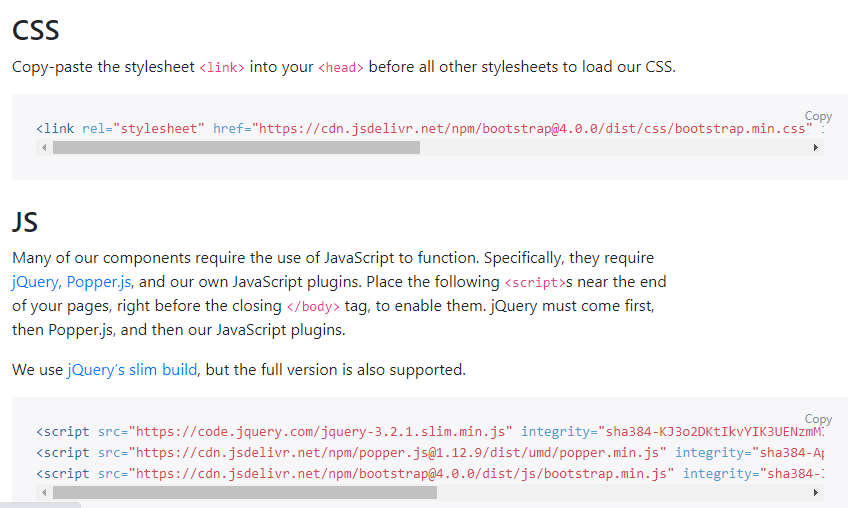 CSS
Copy-paste the stylesheet <link> into your <head> before all other stylesheets to load our CSS.
Copy
<link rel="stylesheet" href="https://cdn.jsdelivr.net/npm/bootstrap@4.0.0/dist/css/bootstrap.min.css"
JS
Many of our components require the use of JavaScript to function. Specifically, they require
jQuery, Popper.js, and our own JavaScript plugins. Place the following <script>s near the end
of your pages, right before the closing </body> tag, to enable them. jQuery must come first,
then Popper.js, and then our JavaScript plugins.
We use jQuery’s slim build, but the full version is also supported.
Copy
<script src="https://code.jquery.com/jquery-3.2.1.slim.min.js" integrity="sha384-KJ3o2DKtIkvYIK3UENzmM
<script src="https://cdn.jsdelivr.net/npm/popper.js@1.12.9/dist/umd/popper.min.js" integrity="sha384-Ap
<script src="https://cdn.jsdelivr.net/npm/bootstrap@4.0.0/dist/js/bootstrap.min.js" integrity="sha384-